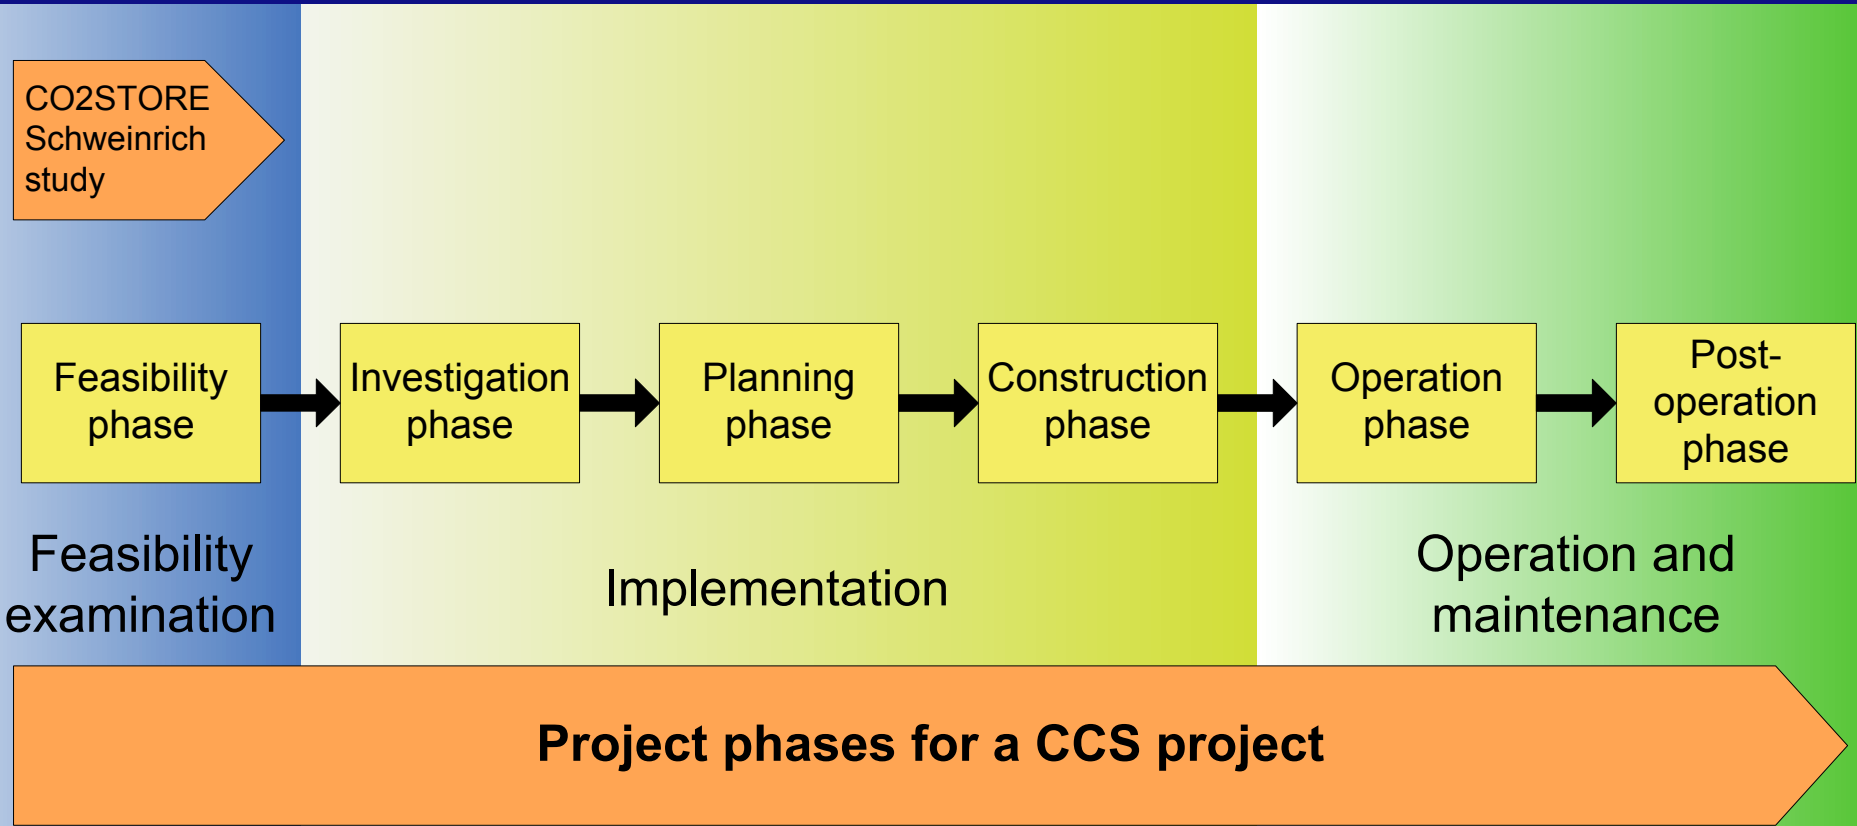 CO2STORE
Schweinrich
study
Feasibility
phase
Investigation
phase
Planning
phase
Construction
phase
Operation
phase
Post-
operation
phase
Feasibility
examination
Implementation
Operation and
maintenance
Project phases for a CCS project